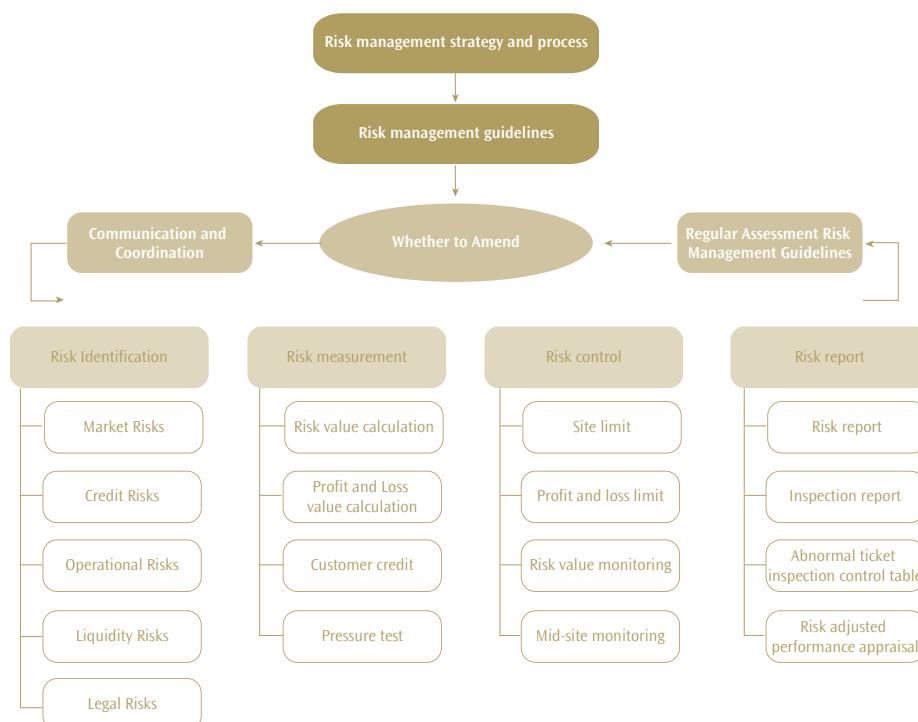 Risk management strategy and process
Risk management guidelines
Communication and
Coordination
Whether to Amend
Regular Assessment Risk
Management Guidelines
Risk Identification
Market Risks
Credit Risks
Operational Risks
Liquidity Risks
Legal Risks
Risk measurement
Risk value calculation
Profit and Loss
value calculation
Customer credit
Pressure test
Risk control
Site limit
Profit and loss limit
Risk value monitoring
Mid-site monitoring
Risk report
Risk report
Inspection report
Abnormal ticket
inspection control table
Risk adjusted
performance appraisal